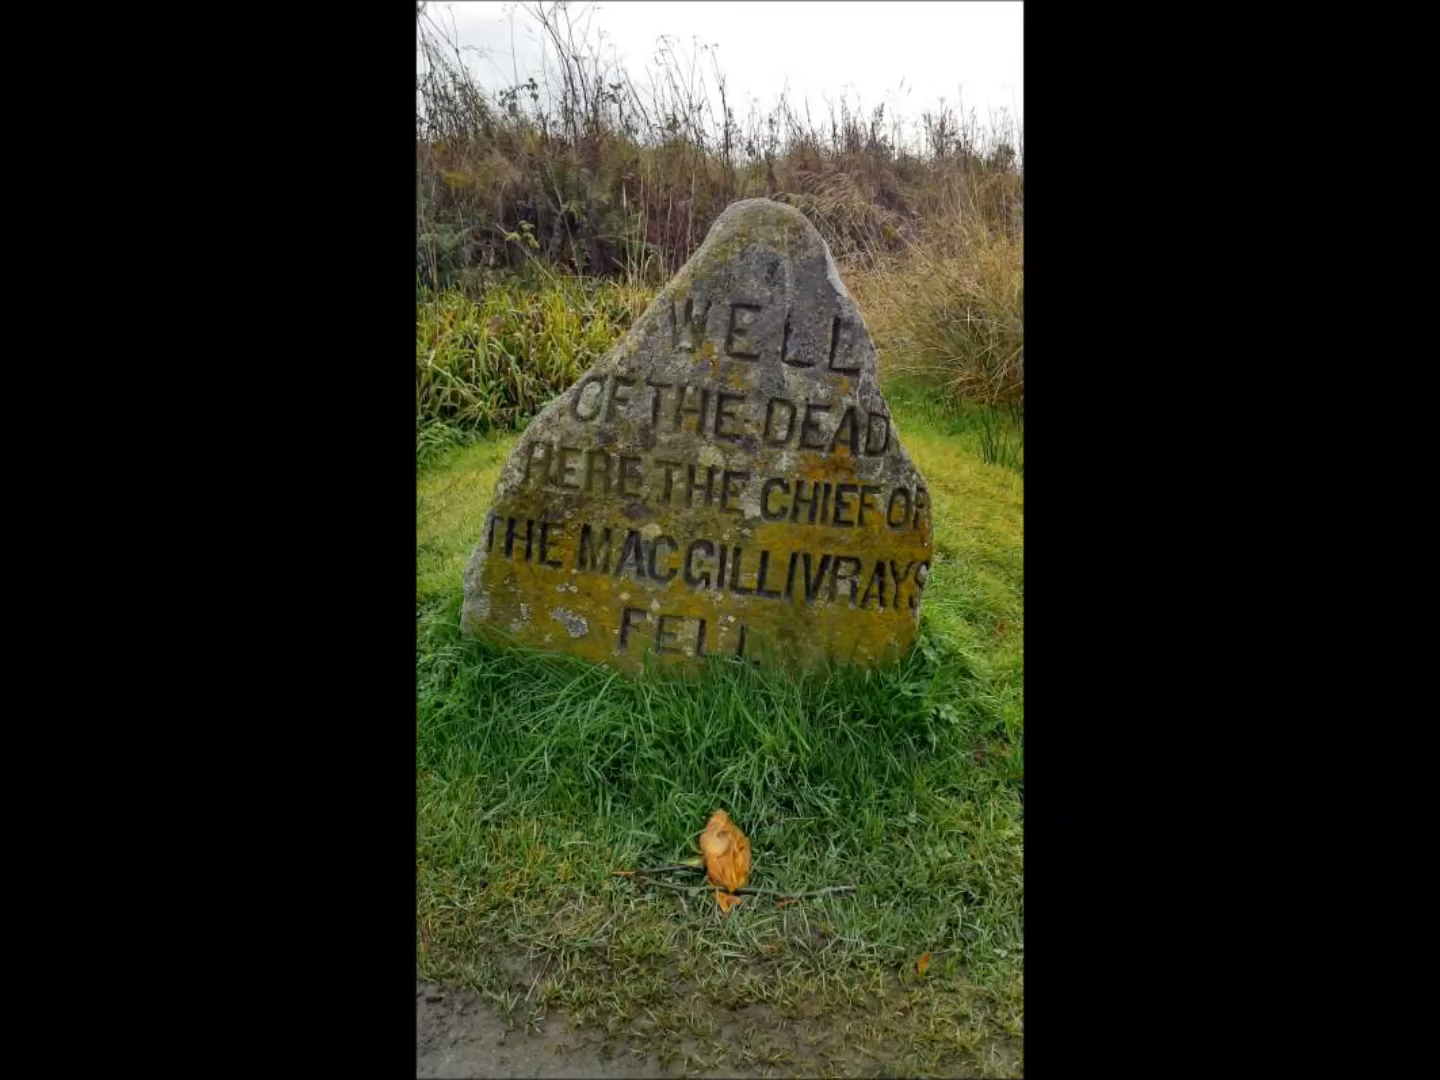 WELL
OF THE DEAD
HERE THE CHIEF OF
THE MACGILLIVRAYS
FELL